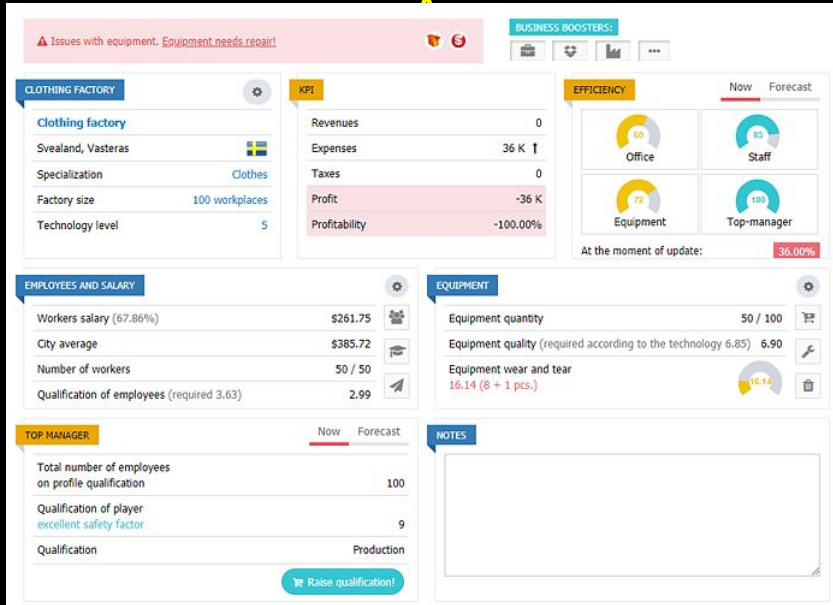 BUSINESS BOOSTERS:
Issues with equipment. Equipment needs repair!
CLOTHING FACTORY
Clothing factory
Svealand, Vasteras
Specialization Clothes
Factory size 100 workplaces
Technology level 5
KPI
Revenues 0
Expenses 36 K ↑
Taxes 0
Profit -36 K
Profitability -100.00%
EFFICIENCY Now Forecast
60 83
Office Staff
72 100
Equipment Top-manager
At the moment of update: 36.00%
EMPLOYEES AND SALARY
Workers salary (67.86%) $261.75
City average $385.72
Number of workers 50 / 50
Qualification of employees (required 3.63) 2.99
EQUIPMENT
Equipment quantity 50 / 100
Equipment quality (required according to the technology 6.85) 6.90
Equipment wear and tear
16.14 (8 + 1 pcs.) 16.14
TOP MANAGER Now Forecast
Total number of employees
on profile qualification 100
Qualification of player
excellent safety factor 9
Qualification Production
Raise qualification!
NOTES